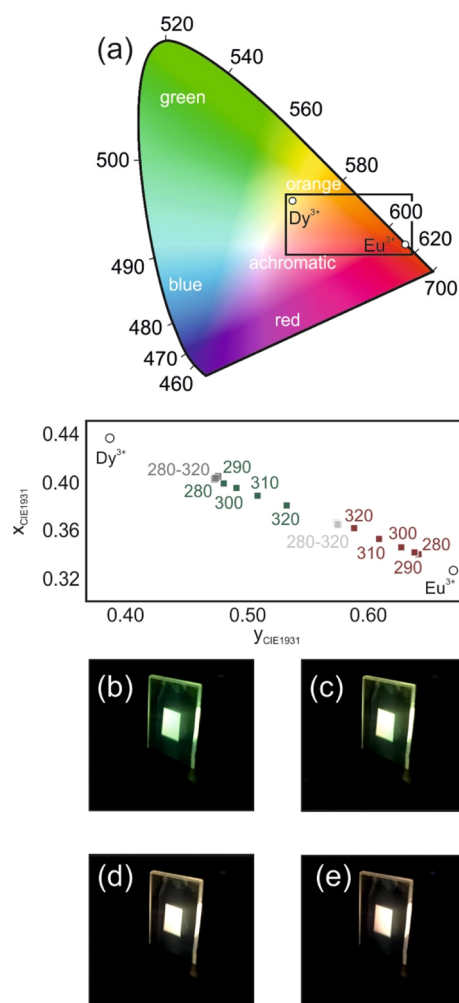 520
(a)
540
green
560
500
580
orange
Dy³⁺
600
Eu³⁺
620
490
achromatic
700
blue
480
red
470
460
0.44
Dy³⁺
280-320
290
0.40
280
310
300
320
320
0.36
280-320
300
310
280
290
0.32
Eu³⁺
0.40
0.50
0.60
xCIE1931
yCIE1931
(b)
(c)
(d)
(e)